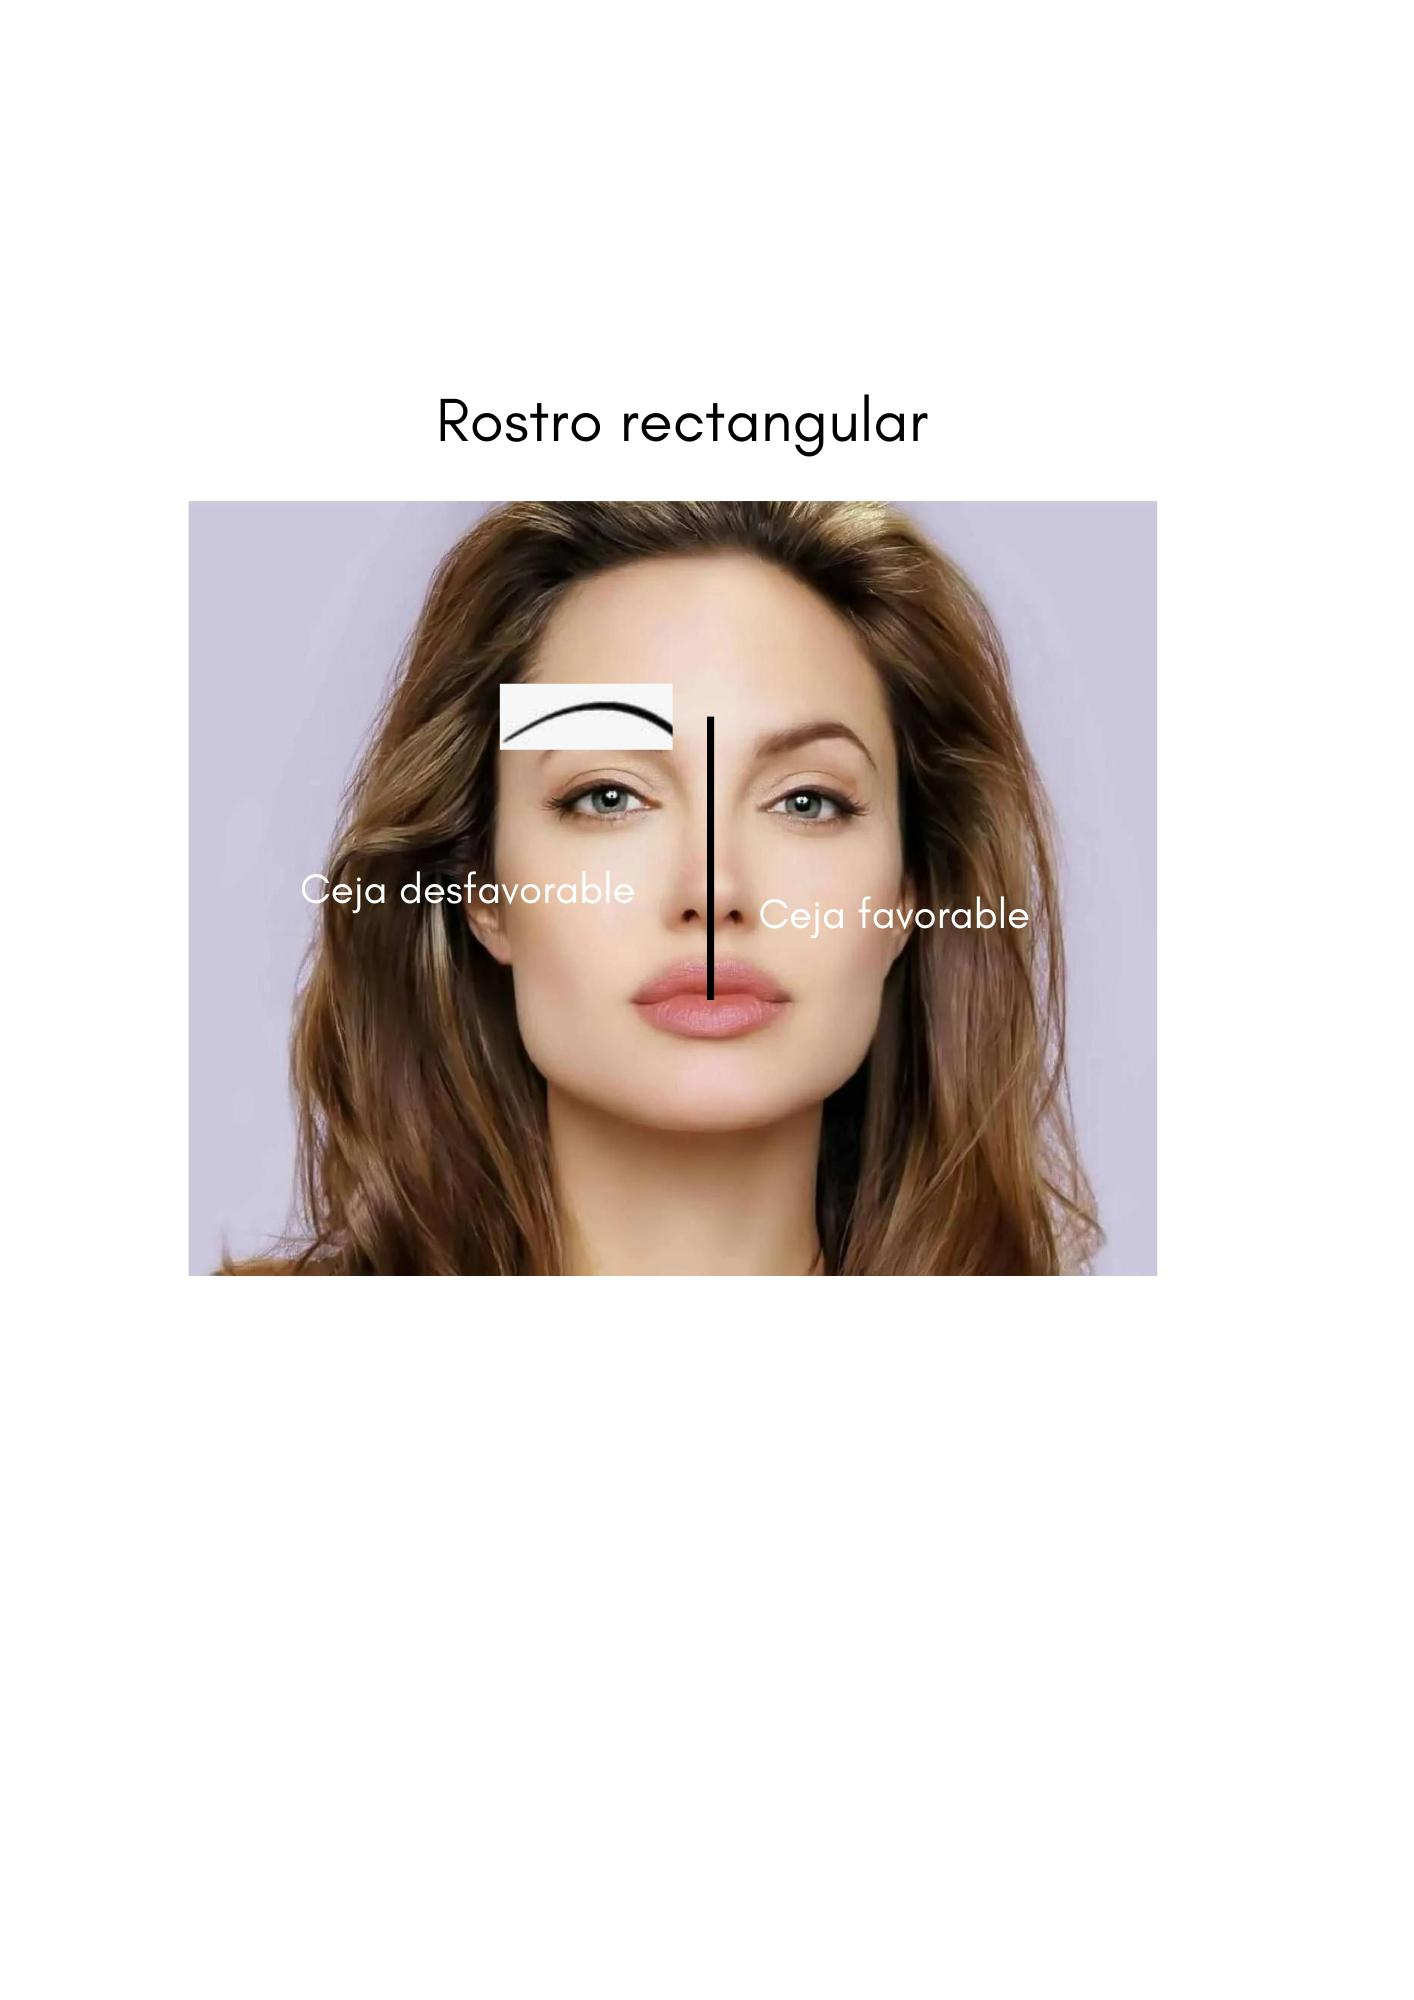 Rostro rectangular
Ceja desfavorable
Ceja favorable